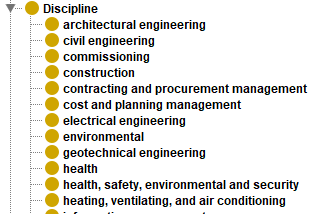 Discipline
architectural engineering
civil engineering
commissioning
construction
contracting and procurement management
cost and planning management
electrical engineering
environmental
geotechnical engineering
health
health, safety, environmental and security
heating, ventilating, and air conditioning